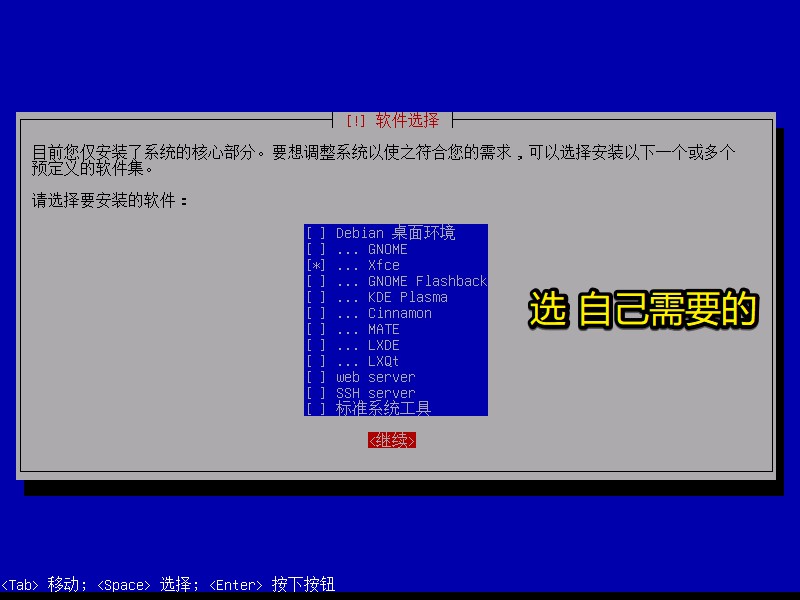 [!] 软件选择
目前您仅安装了系统的核心部分。要想调整系统以使之符合您的需求，可以选择安装以下一个或多个
预定义的软件集。
请选择要安装的软件：
[ ] Debian 桌面环境
[ ] ... GNOME
[*] ... Xfce
[ ] ... GNOME Flashback
[ ] ... KDE Plasma
[ ] ... Cinnamon
[ ] ... MATE
[ ] ... LXDE
[ ] ... LXQt
[ ] web server
[ ] SSH server
[ ] 标准系统工具
选 自己需要的
<继续>
<Tab> 移动; <Space> 选择; <Enter> 按下按钮